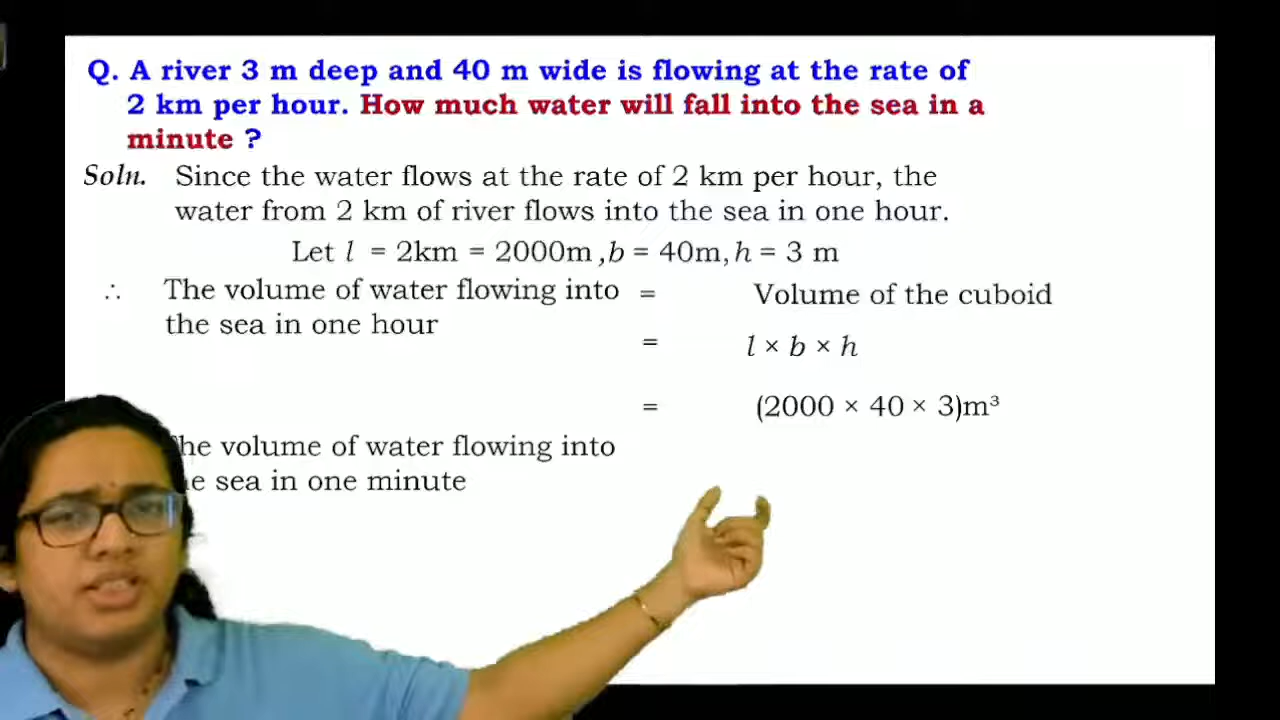 Q. A river 3 m deep and 40 m wide is flowing at the rate of
2 km per hour. How much water will fall into the sea in a
minute ?
Soln. Since the water flows at the rate of 2 km per hour, the
water from 2 km of river flows into the sea in one hour.
Let l = 2km = 2000m , b = 40m, h = 3 m
∴ The volume of water flowing into = Volume of the cuboid
the sea in one hour
= l × b × h
= (2000 × 40 × 3)m³
volume of water flowing into
sea in one minute